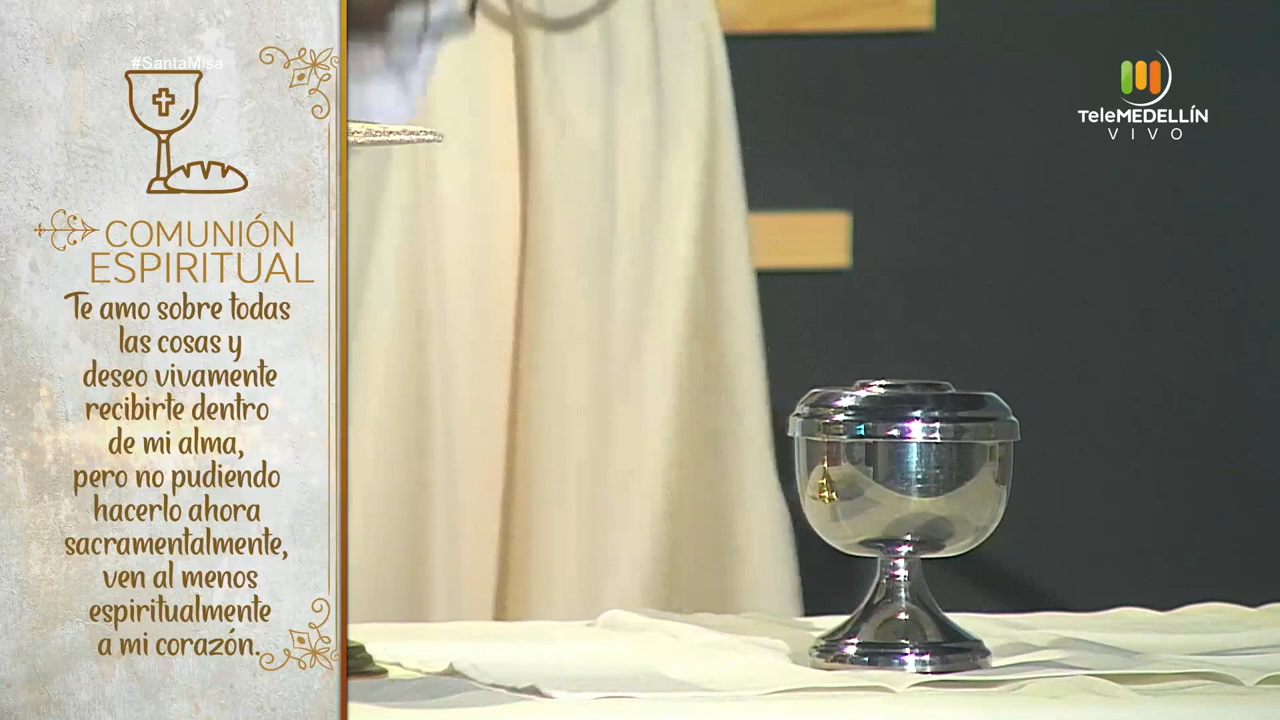 #SantaMisa
COMUNIÓN
ESPIRITUAL
Te amo sobre todas
las cosas y
deseo vivamente
recibirte dentro
de mi alma,
pero no pudiendo
hacerlo ahora
sacramentalmente,
ven al menos
espiritualmente
a mi corazón.
TeleMEDELLÍN
VIVO